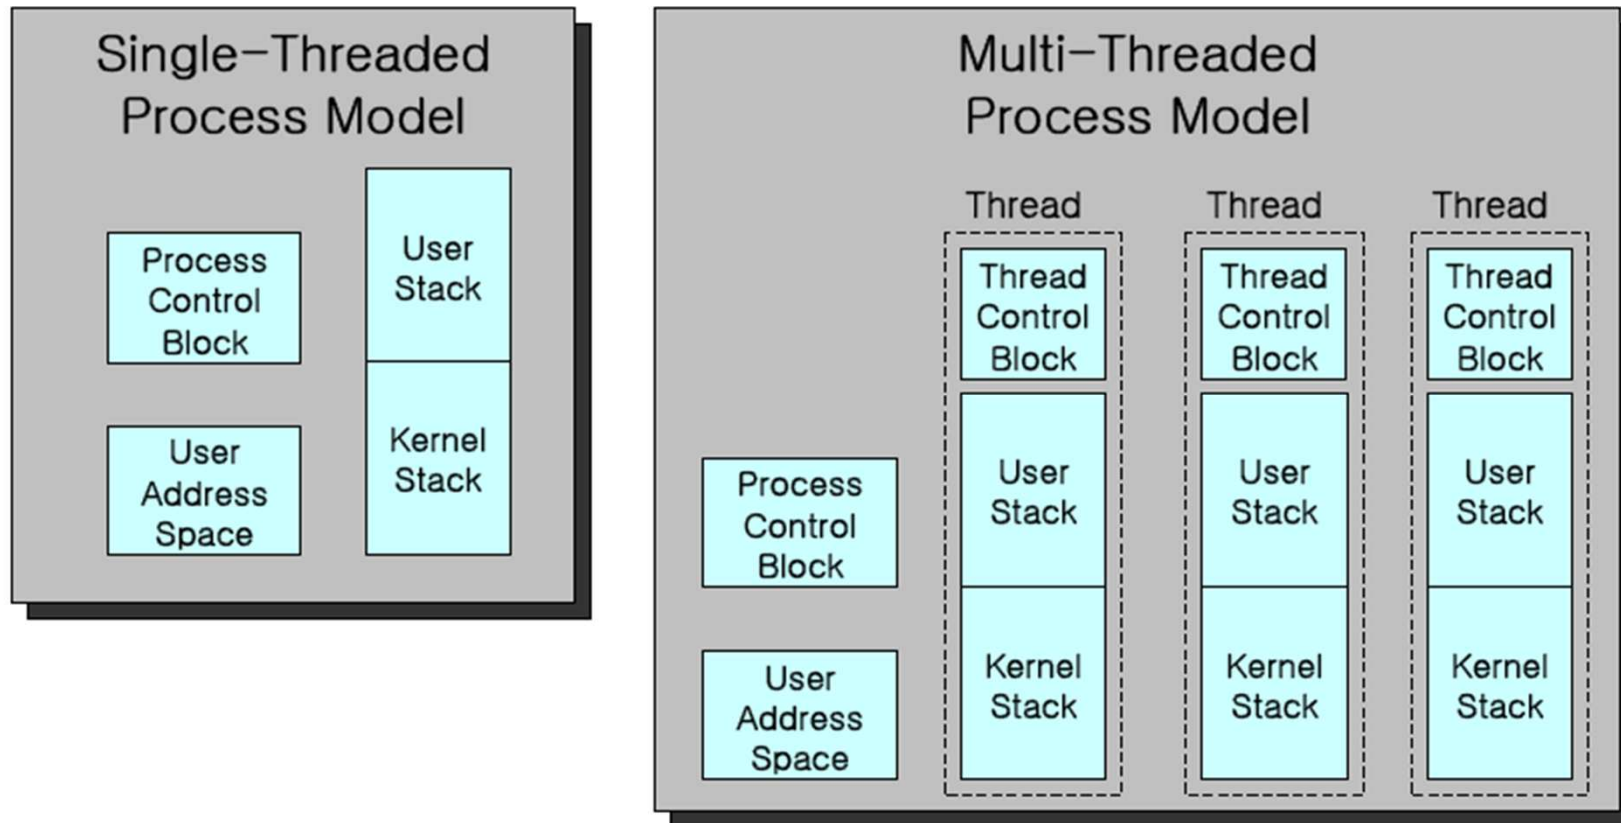 Single-Threaded
Process Model
Process
Control
Block
User
Address
Space
User
Stack
Kernel
Stack
Multi-Threaded
Process Model
Process
Control
Block
User
Address
Space
Thread
Thread
Control
Block
User
Stack
Kernel
Stack
Thread
Thread
Control
Block
User
Stack
Kernel
Stack
Thread
Thread
Control
Block
User
Stack
Kernel
Stack